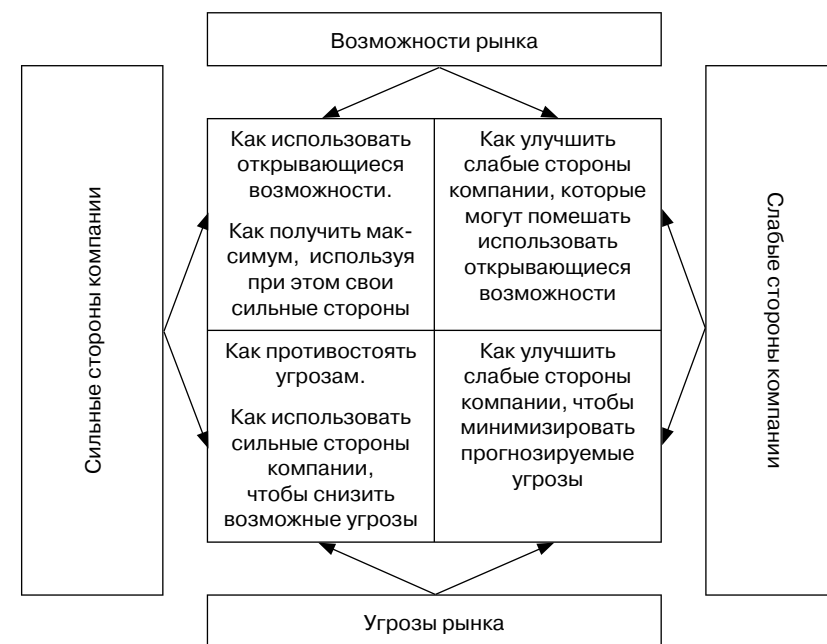 Возможности рынка
Сильные стороны компании
Как использовать
открывающиеся
возможности.
Как получить мак-
симум, используя
при этом свои
сильные стороны
Как улучшить
слабые стороны
компании, которые
могут помешать
использовать
открывающиеся
возможности
Слабые стороны компании
Как противостоять
угрозам.
Как использовать
сильные стороны
компании,
чтобы снизить
возможные угрозы
Как улучшить
слабые стороны
компании, чтобы
минимизировать
прогнозируемые
угрозы
Угрозы рынка